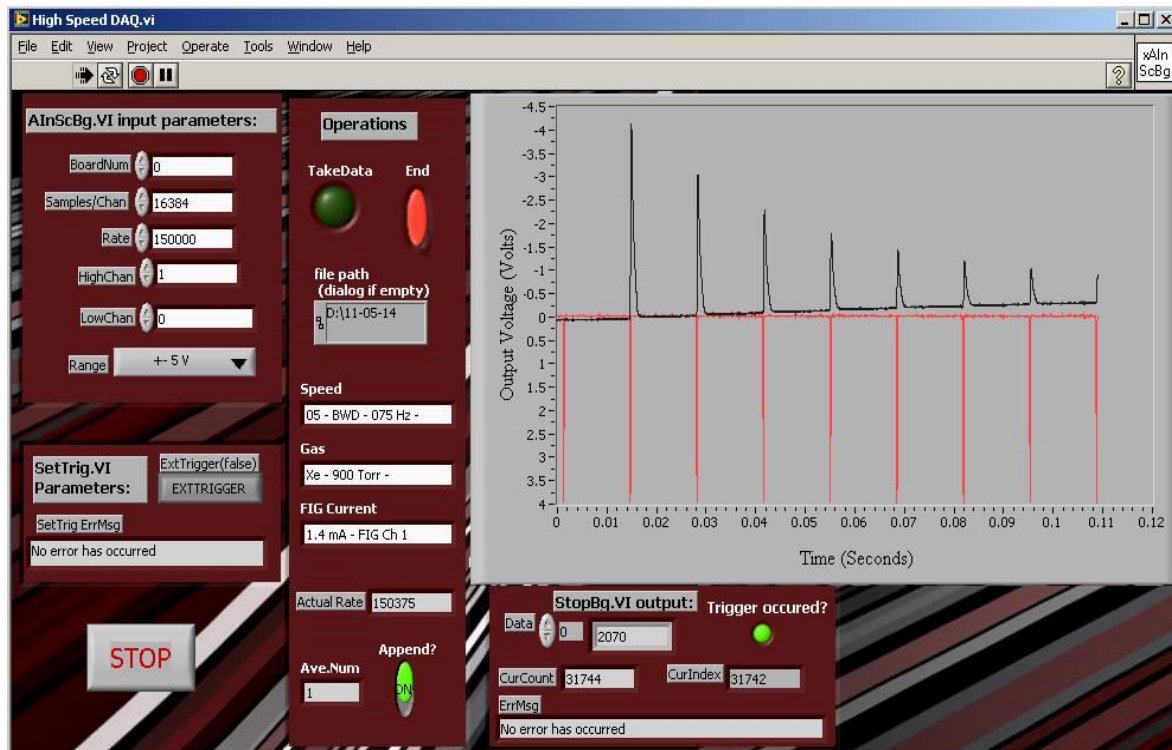 High Speed DAQ.vi
File Edit View Project Operate Tools Window Help
xAIn
ScBg
AInScBg.VI input parameters:
BoardNum 0
Samples/Chan 16384
Rate 150000
HighChan 1
LowChan 0
Range +- 5 V
SetTrig.VI
Parameters:
ExtTrigger(false)
EXTTRIGGER
SetTrig ErrMsg
No error has occurred
STOP
Operations
TakeData End
file path
(dialog if empty)
D:\11-05-14
Speed
05 - BWD - 075 Hz -
Gas
Xe - 900 Torr -
FIG Current
1.4 mA - FIG Ch 1
Actual Rate 150375
Ave.Num
1
Append?
ON
Output Voltage (Volts)
-4.5
-4
-3.5
-3
-2.5
-2
-1.5
-1
-0.5
0
0.5
1
1.5
2
2.5
3
3.5
4
0 0.01 0.02 0.03 0.04 0.05 0.06 0.07 0.08 0.09 0.1 0.11 0.12
Time (Seconds)
StopBg.VI output:
Trigger occured?
Data 0 2070
CurCount 31744 CurIndex 31742
ErrMsg
No error has occurred